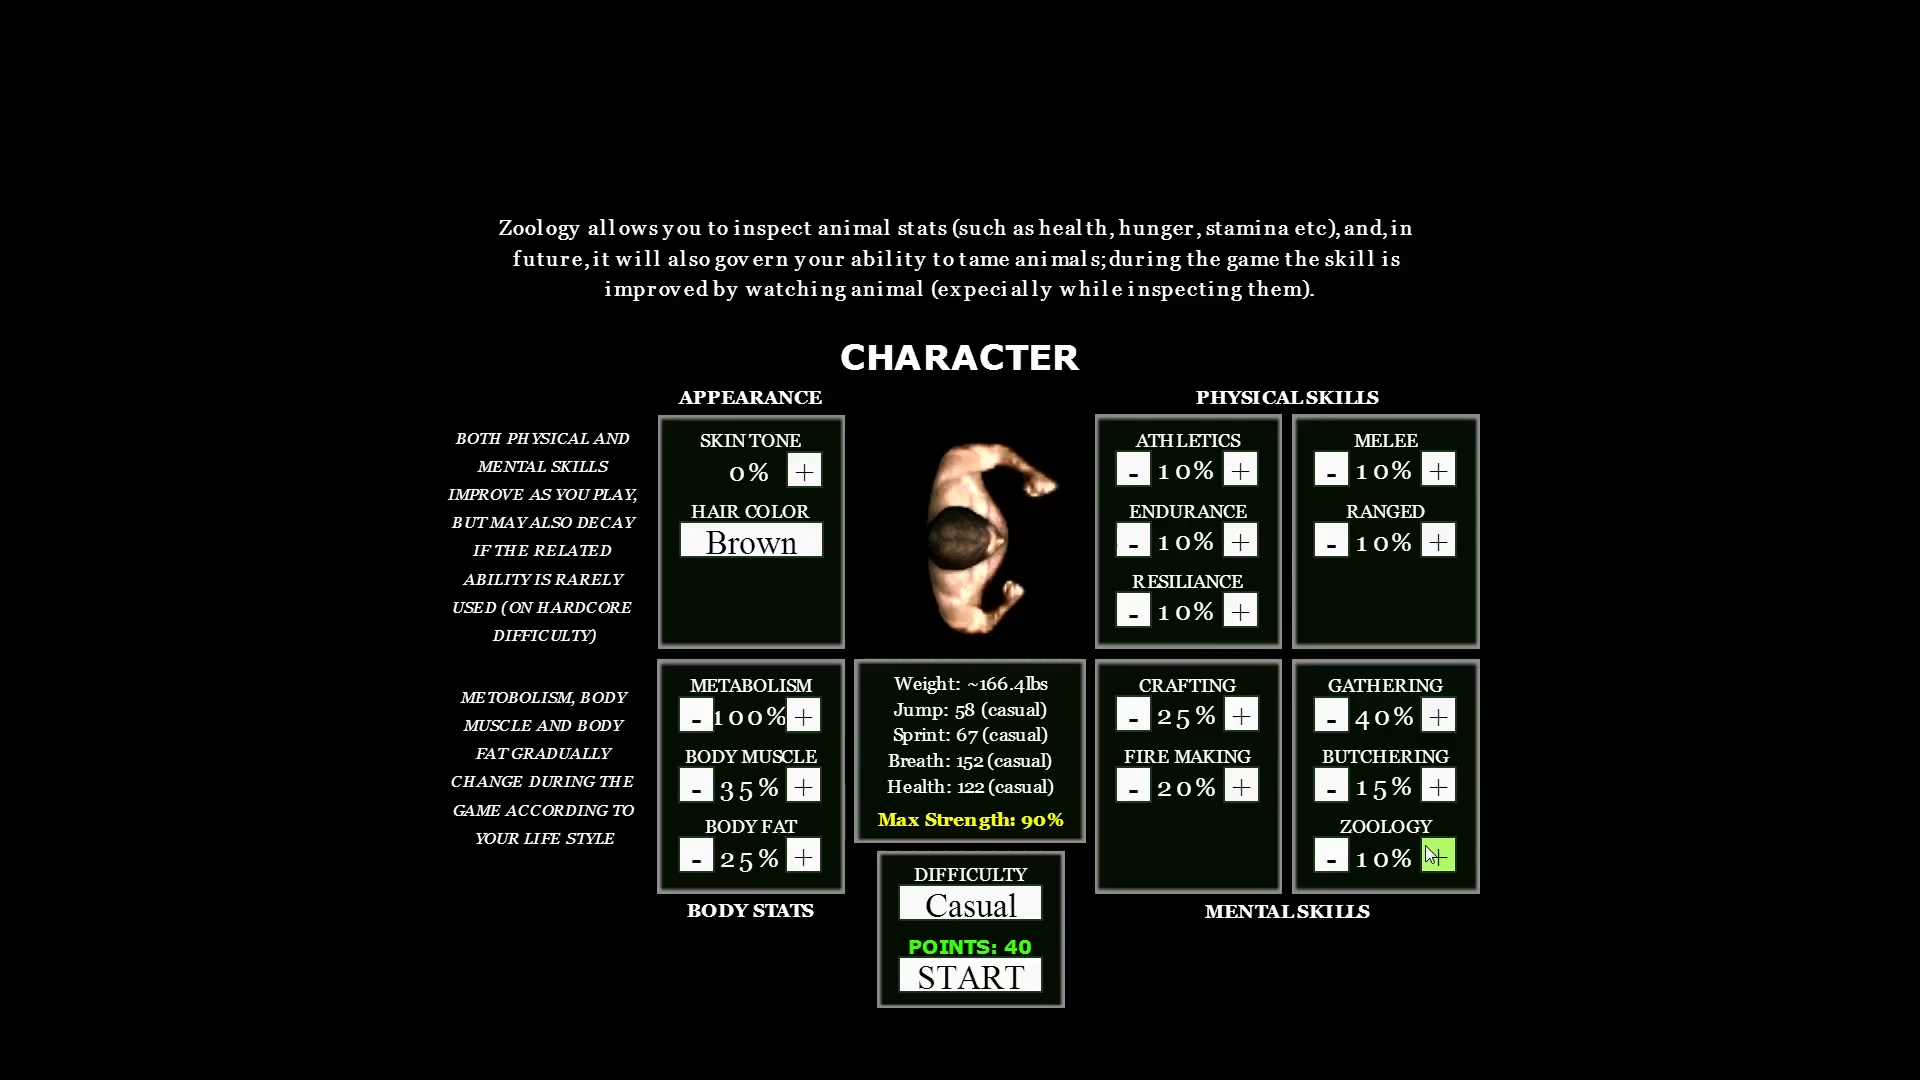 Zoology allows you to inspect animal stats (such as health, hunger, stamina etc), and, in
future, it will also govern your ability to tame animals; during the game the skill is
improved by watching animal (expecially while inspecting them).
CHARACTER
APPEARANCE
SKIN TONE
0% +
HAIR COLOR
Brown
PHYSICAL SKILLS
ATHLETICS
- 10% +
ENDURANCE
- 10% +
RESILIANCE
- 10% +
MELEE
- 10% +
RANGED
- 10% +
BOTH PHYSICAL AND
MENTAL SKILLS
IMPROVE AS YOU PLAY,
BUT MAY ALSO DECAY
IF THE RELATED
ABILITY IS RARELY
USED (ON HARDCORE
DIFFICULTY)
METOBOLISM, BODY
MUSCLE AND BODY
FAT GRADUALLY
CHANGE DURING THE
GAME ACCORDING TO
YOUR LIFE STYLE
METABOLISM
- 100% +
BODY MUSCLE
- 35% +
BODY FAT
- 25% +
BODY STATS
Weight: ~166.4lbs
Jump: 58 (casual)
Sprint: 67 (casual)
Breath: 152 (casual)
Health: 122 (casual)
Max Strength: 90%
DIFFICULTY
Casual
POINTS: 40
START
CRAFTING
- 25% +
FIRE MAKING
- 20% +
GATHERING
- 40% +
BUTCHERING
- 15% +
ZOOLOGY
- 10% +
MENTAL SKILLS